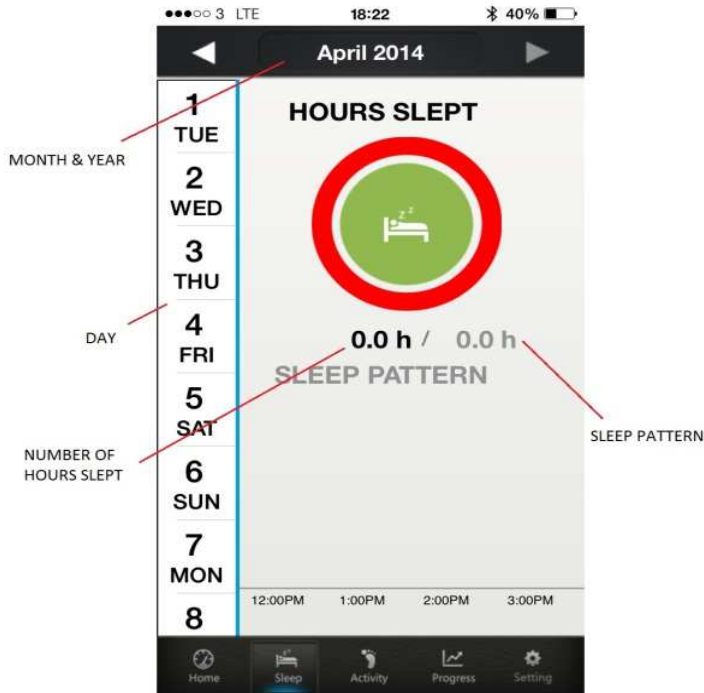 3 LTE 18:22 40%
April 2014
1
TUE
2
WED
3
THU
4
FRI
5
SAT
6
SUN
7
MON
8
HOURS SLEPT
z z
0.0 h / 0.0 h
SLEEP PATTERN
12:00PM 1:00PM 2:00PM 3:00PM
Home Sleep Activity Progress Setting
MONTH & YEAR
DAY
NUMBER OF
HOURS SLEPT
SLEEP PATTERN